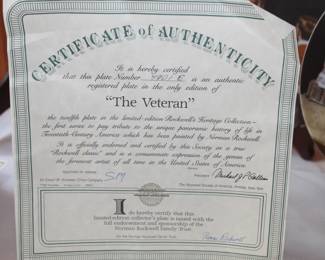 CERTIFICATE of AUTHENTICITY
It is hereby certified
that this plate Number is an authentic
registered plate in the only edition of
"The Veteran"
the twelfth plate in the limited-edition Rockwell's Heritage Collection—
the first series to pay tribute to the unique panoramic history of life in
Twentieth-Century America which has been painted by Norman Rockwell.
It is officially endorsed and certified by this Society as a true
"Rockwell classic" and is a consummate expression of the genius of
the foremost artist of all time in the United States of America.
I do hereby certify that this
limited-edition collector's plate is issued with the
full endorsement and sponsorship of the
Norman Rockwell Family Trust